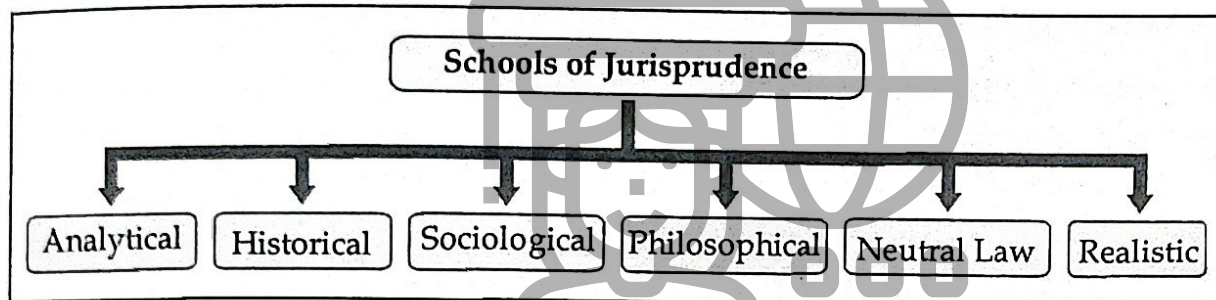 Schools of Jurisprudence
Analytical
Historical
Sociological
Philosophical
Neutral Law
Realistic